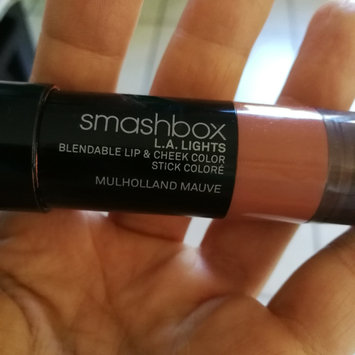 smashbox
L.A. LIGHTS
BLENDABLE LIP & CHEEK COLOR
STICK COLORÉ
MULHOLLAND MAUVE